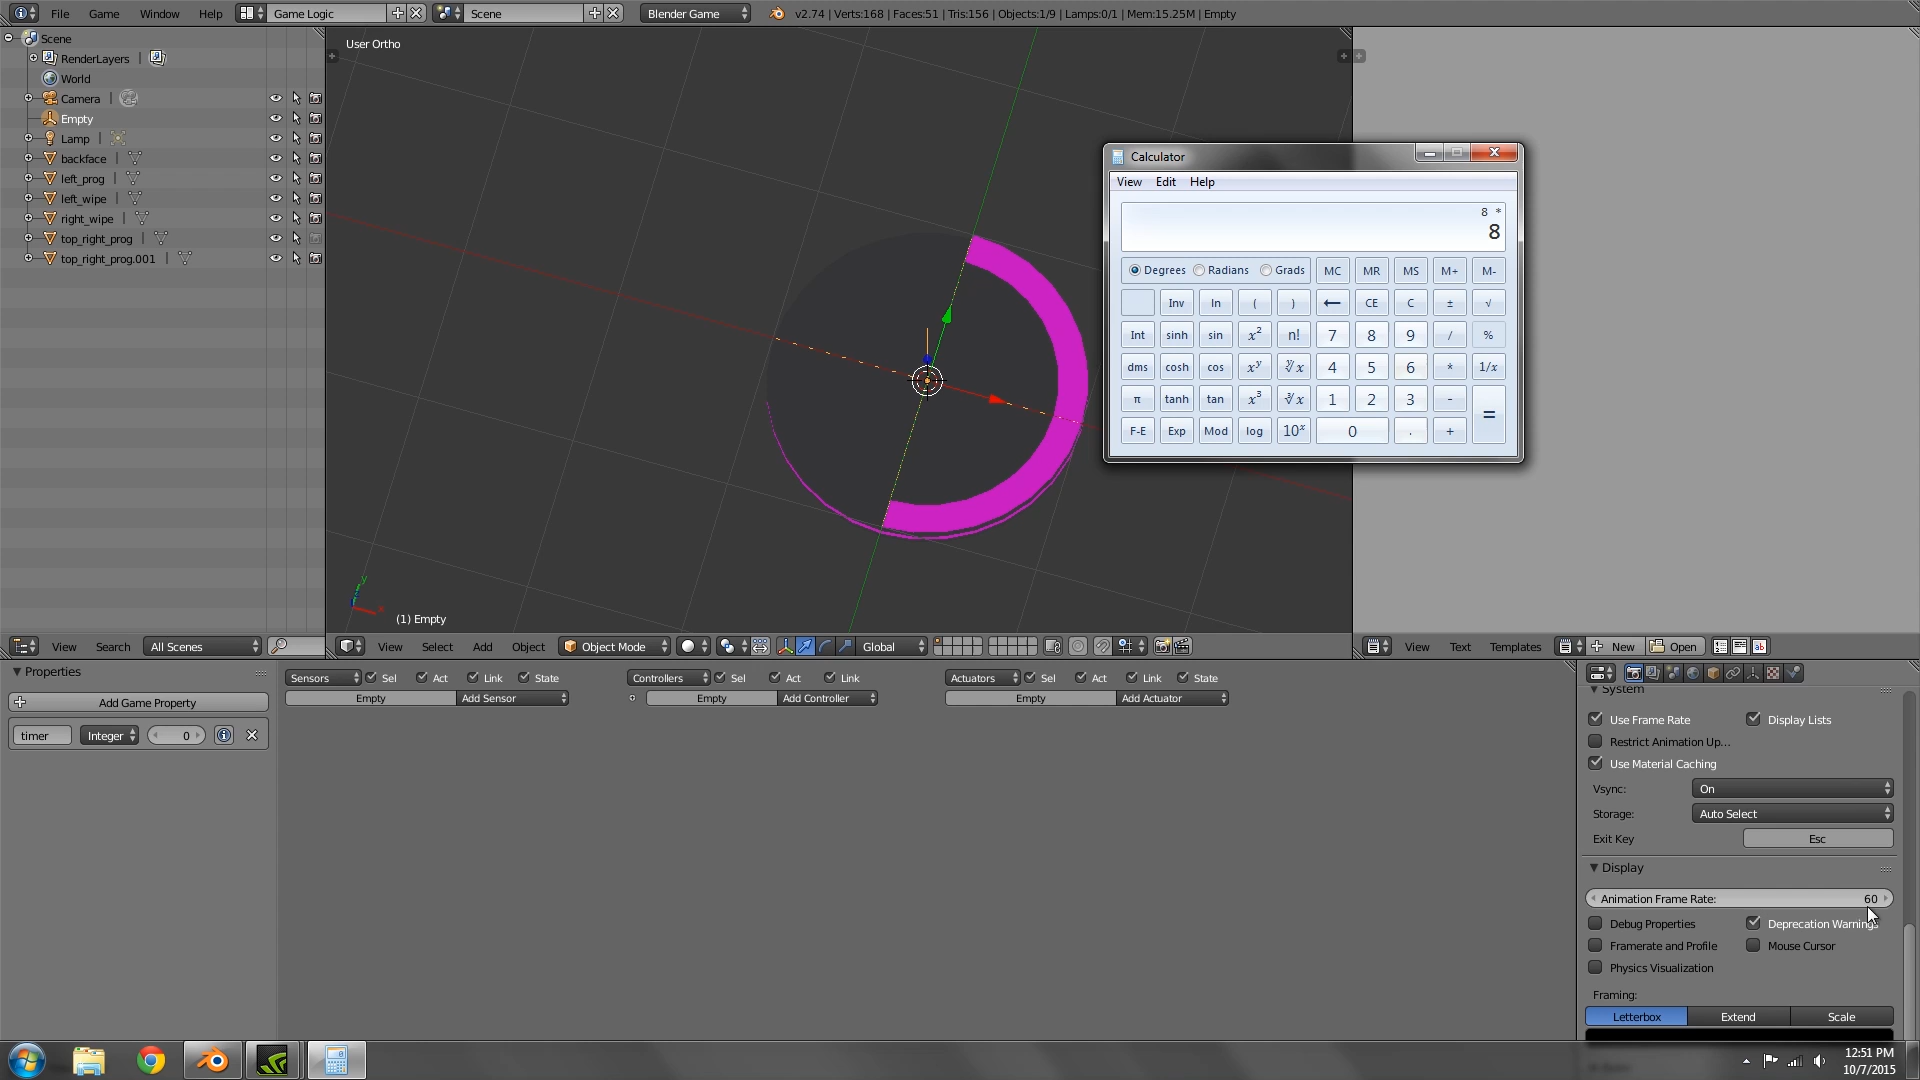 File Game Window Help Game Logic Scene Blender Game v2.74 | Verts:168 | Faces:51 | Tris:156 | Objects:1/9 | Lamps:0/1 | Mem:15.25M | Empty
Scene
RenderLayers
World
Camera
Empty
Lamp
backface
left_prog
left_wipe
right_wipe
top_right_prog
top_right_prog.001
View Search All Scenes
User Ortho
y
x
(1) Empty
View Select Add Object Object Mode Global
Calculator
View Edit Help
8 *
8
Degrees Radians Grads MC MR MS M+ M-
Inv ln ( ) ← CE C ± √
Int sinh sin x² n! 7 8 9 / %
dms cosh cos xʸ ʸ√x 4 5 6 * 1/x
π tanh tan x³ ³√x 1 2 3 - =
F-E Exp Mod log 10ˣ 0 . +
View Text Templates New Open
Properties
Add Game Property
timer Integer 0
Sensors Sel Act Link State Controllers Sel Act Link Actuators Sel Act Link State
Empty Add Sensor Empty Add Controller Empty Add Actuator
System
Use Frame Rate Display Lists
Restrict Animation Up...
Use Material Caching
Vsync: On
Storage: Auto Select
Exit Key Esc
Display
Animation Frame Rate: 60
Debug Properties Deprecation Warnings
Framerate and Profile Mouse Cursor
Physics Visualization
Framing:
Letterbox Extend Scale
12:51 PM
10/7/2015